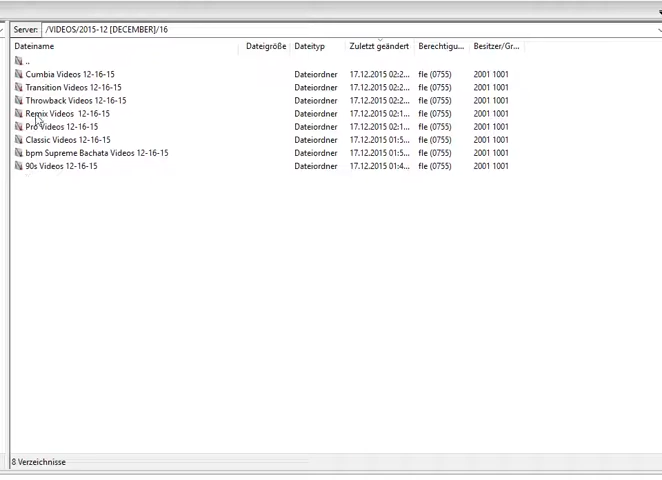 Server: /VIDEOS/2015-12 [DECEMBER]/16
Dateiname Dateigröße Dateityp Zuletzt geändert Berechtigu... Besitzer/Gr...
..
Cumbia Videos 12-16-15 Dateiordner 17.12.2015 02:2... fle (0755) 2001 1001
Transition Videos 12-16-15 Dateiordner 17.12.2015 02:2... fle (0755) 2001 1001
Throwback Videos 12-16-15 Dateiordner 17.12.2015 02:2... fle (0755) 2001 1001
Remix Videos 12-16-15 Dateiordner 17.12.2015 02:1... fle (0755) 2001 1001
Pro Videos 12-16-15 Dateiordner 17.12.2015 02:1... fle (0755) 2001 1001
Classic Videos 12-16-15 Dateiordner 17.12.2015 01:5... fle (0755) 2001 1001
bpm Supreme Bachata Videos 12-16-15 Dateiordner 17.12.2015 01:5... fle (0755) 2001 1001
90s Videos 12-16-15 Dateiordner 17.12.2015 01:4... fle (0755) 2001 1001
8 Verzeichnisse